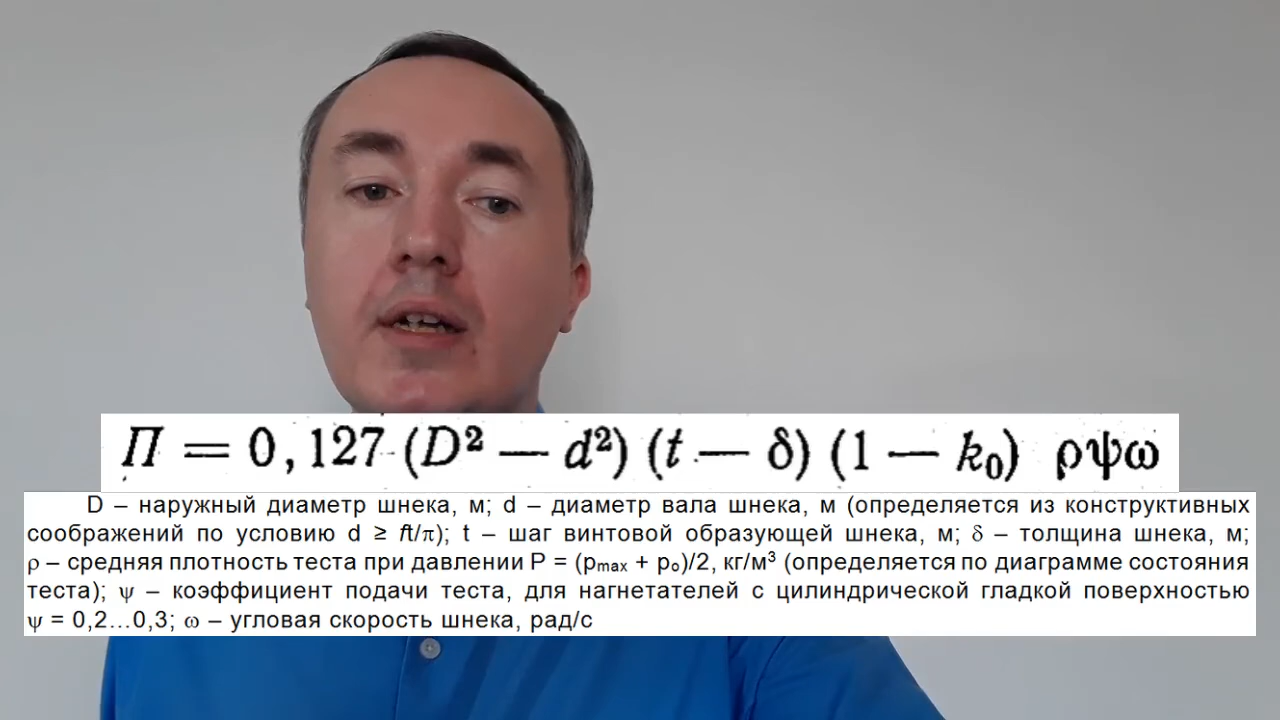 П = 0,127 (D² — d²) (t — δ) (1 — k₀) ρψω
D – наружный диаметр шнека, м; d – диаметр вала шнека, м (определяется из конструктивных
соображений по условию d ≥ ft/π); t – шаг винтовой образующей шнека, м; δ – толщина шнека, м;
ρ – средняя плотность теста при давлении P = (pₘₐₓ + pₒ)/2, кг/м³ (определяется по диаграмме состояния
теста); ψ – коэффициент подачи теста, для нагнетателей с цилиндрической гладкой поверхностью
ψ = 0,2…0,3; ω – угловая скорость шнека, рад/с